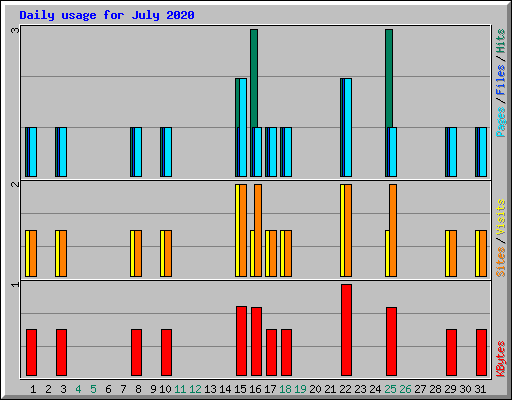 Daily usage for July 2020
3
2
1
Pages/Files/Hits
Sites/Visits
KBytes
1 2 3 4 5 6 7 8 9 10 11 12 13 14 15 16 17 18 19 20 21 22 23 24 25 26 27 28 29 30 31